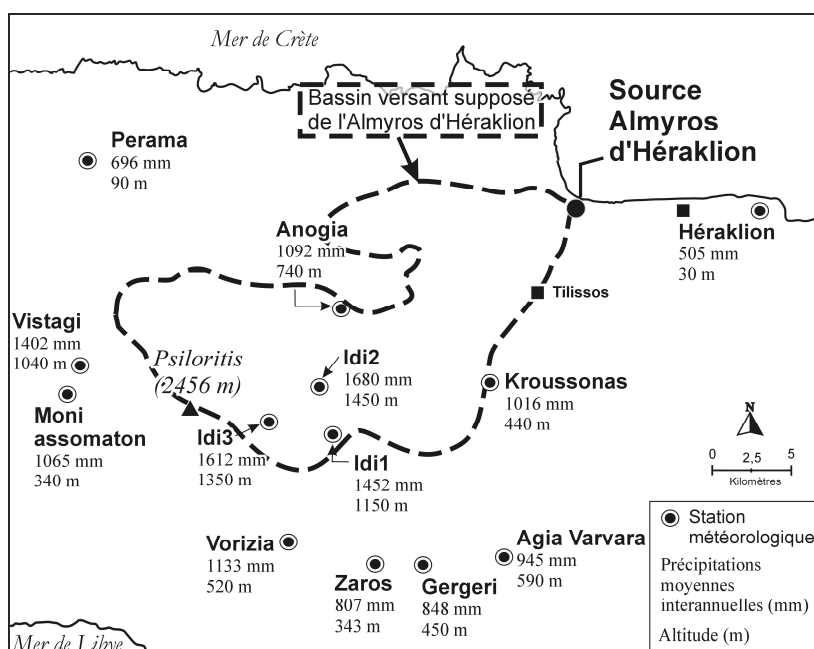 Mer de Crète
Bassin versant supposé
de l'Almyros d'Héraklion
Source
Almyros
d'Héraklion
Perama
696 mm
90 m
Anogia
1092 mm
740 m
Héraklion
505 mm
30 m
Tilissos
Vistagi
1402 mm
1040 m
Psiloritis
(2456 m)
Idi2
1680 mm
1450 m
Kroussonas
1016 mm
440 m
Moni
assomaton
1065 mm
340 m
Idi3
1612 mm
1350 m
Idi1
1452 mm
1150 m
N
0 2,5 5
Kilomètres
Vorizia
1133 mm
520 m
Zaros
807 mm
343 m
Gergeri
848 mm
450 m
Agia Varvara
945 mm
590 m
Station
météorologique
Précipitations
moyennes
interannuelles (mm)
Altitude (m)
Mer de Libye